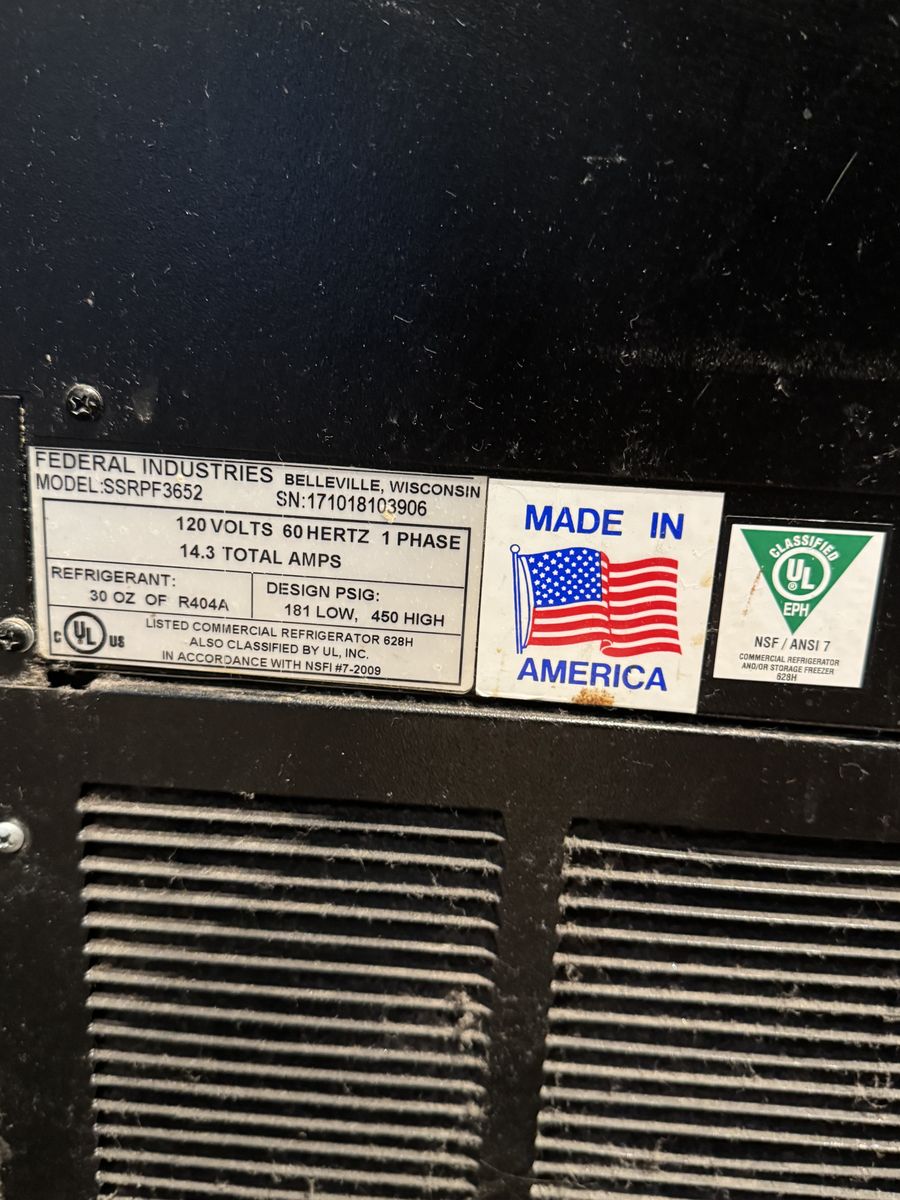 FEDERAL INDUSTRIES BELLEVILLE, WISCONSIN
MODEL:SSRPF3652 SN:171018103906
120 VOLTS 60 HERTZ 1 PHASE
14.3 TOTAL AMPS
REFRIGERANT:
30 OZ OF R404A
DESIGN PSIG:
181 LOW, 450 HIGH
C UL US
LISTED COMMERCIAL REFRIGERATOR 628H
ALSO CLASSIFIED BY UL, INC.
IN ACCORDANCE WITH NSFI #7-2009
MADE IN
AMERICA
CLASSIFIED
UL ®
EPH
NSF / ANSI 7
COMMERCIAL REFRIGERATOR
AND/OR STORAGE FREEZER
628H